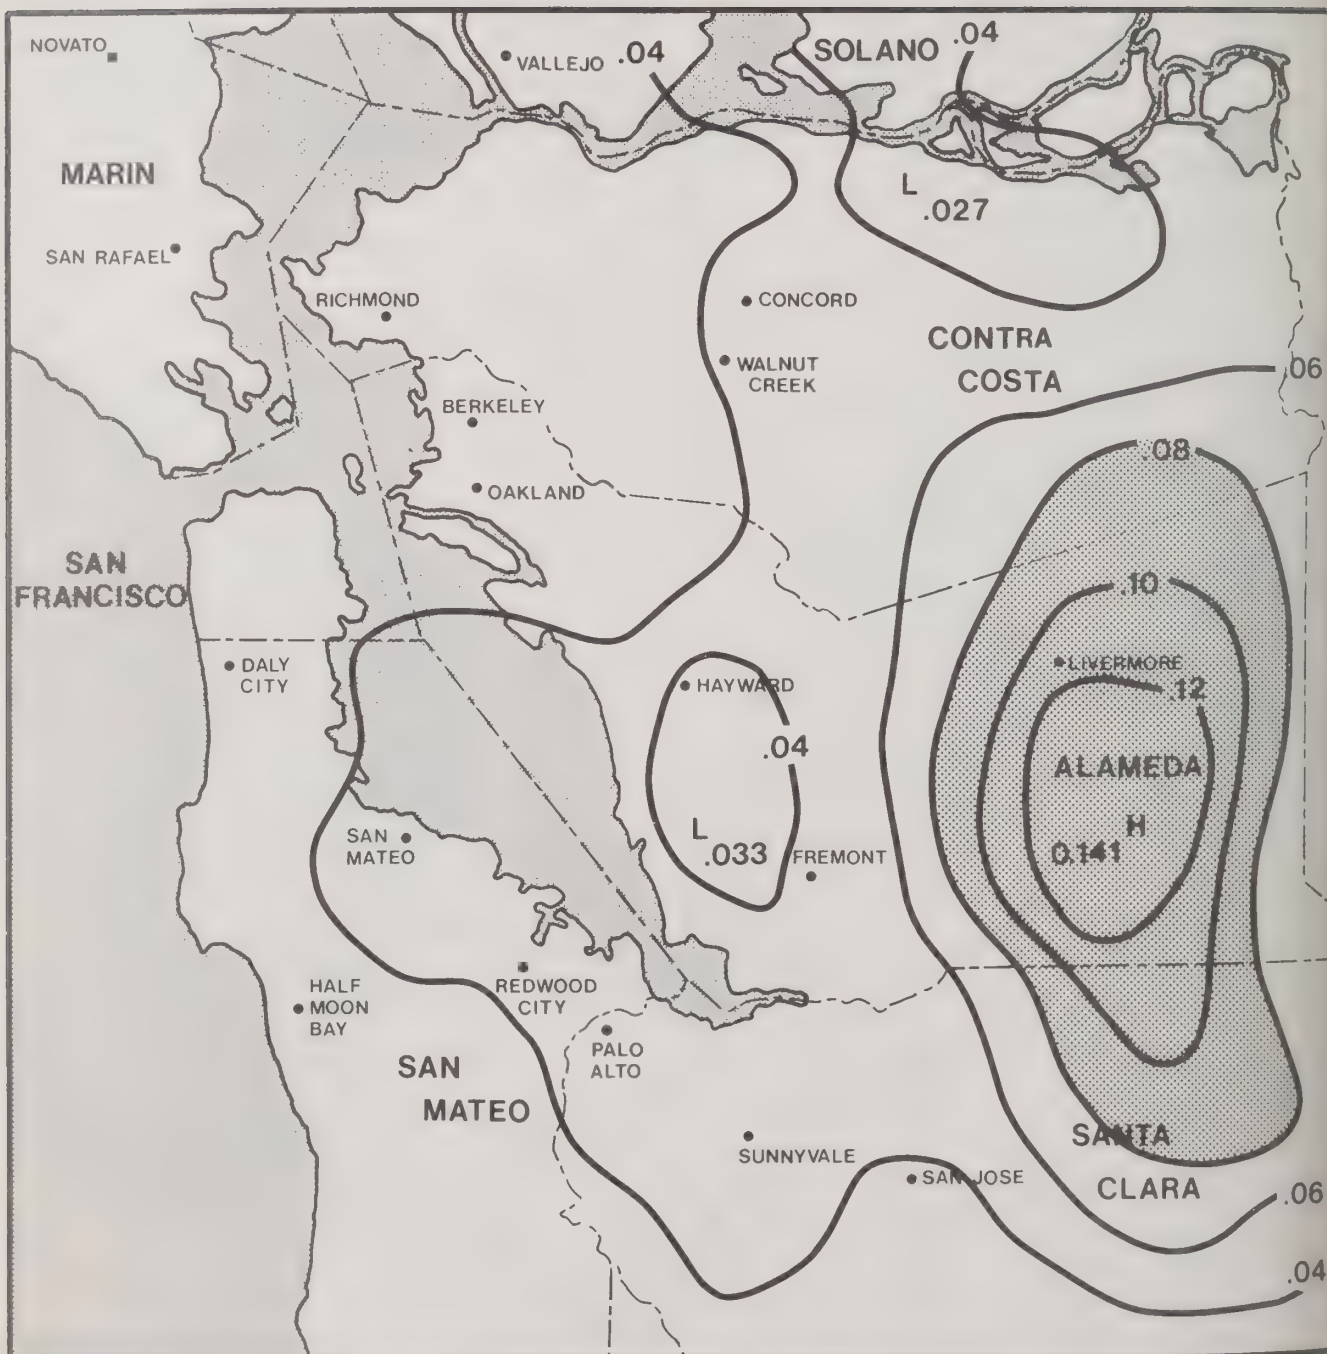 NOVATO
VALLEJO
.04
SOLANO
.04
MARIN
L
.027
SAN RAFAEL
RICHMOND
CONCORD
CONTRA
COSTA
WALNUT
CREEK
.06
BERKELEY
.08
OAKLAND
SAN
FRANCISCO
.10
DALY
CITY
HAYWARD
LIVERMORE
.12
.04
ALAMEDA
SAN
MATEO
L
.033
FREMONT
H
0.141
HALF
MOON
BAY
REDWOOD
CITY
PALO
ALTO
SAN
MATEO
SUNNYVALE
SAN JOSE
SANTA
CLARA
.06
.04